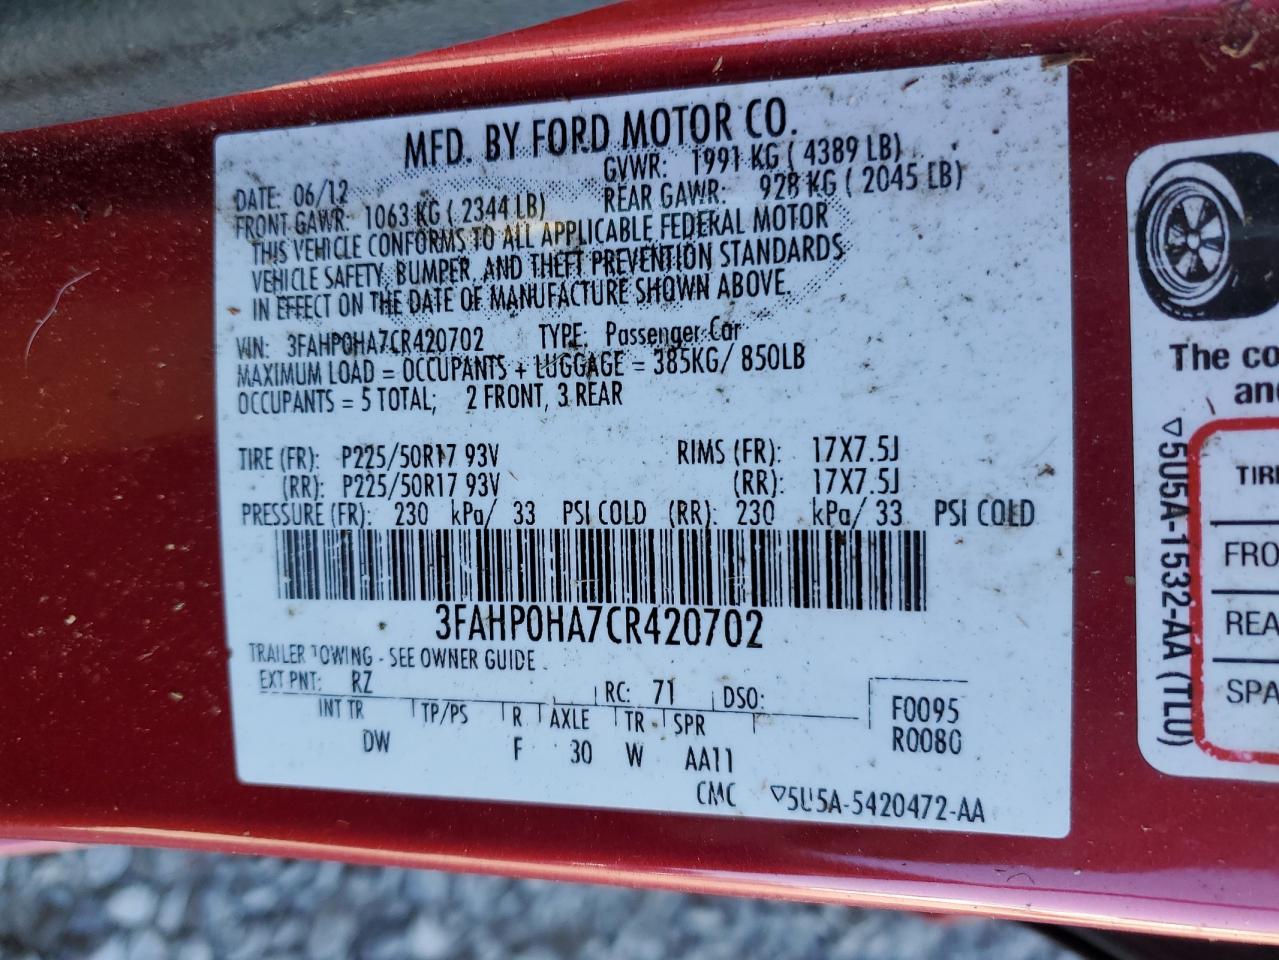 MFD. BY FORD MOTOR CO.
DATE: 06/12 GVWR: 1991 KG ( 4389 LB)
FRONT GAWR: 1063 KG ( 2344 LB) REAR GAWR: 928 KG ( 2045 LB)
THIS VEHICLE CONFORMS TO ALL APPLICABLE FEDERAL MOTOR
VEHICLE SAFETY, BUMPER, AND THEFT PREVENTION STANDARDS
IN EFFECT ON THE DATE OF MANUFACTURE SHOWN ABOVE.
VIN: 3FAHP0HA7CR420702 TYPE: Passenger Car
MAXIMUM LOAD = OCCUPANTS + LUGGAGE = 385KG/ 850LB
OCCUPANTS = 5 TOTAL; 2 FRONT, 3 REAR
TIRE (FR): P225/50R17 93V RIMS (FR): 17X7.5J
(RR): P225/50R17 93V (RR): 17X7.5J
PRESSURE (FR): 230 kPa/ 33 PSI COLD (RR): 230 kPa/ 33 PSI COLD
3FAHP0HA7CR420702
TRAILER TOWING - SEE OWNER GUIDE
EXT PNT: RZ RC: 71 DSO:
INT TR TP/PS R AXLE TR SPR F0095
DW F 30 W AA11 R0080
CMC ▽5U5A-5420472-AA
The co
and
▽5U5A-1532-AA (TLU)
TIRE
FRO
REA
SPA